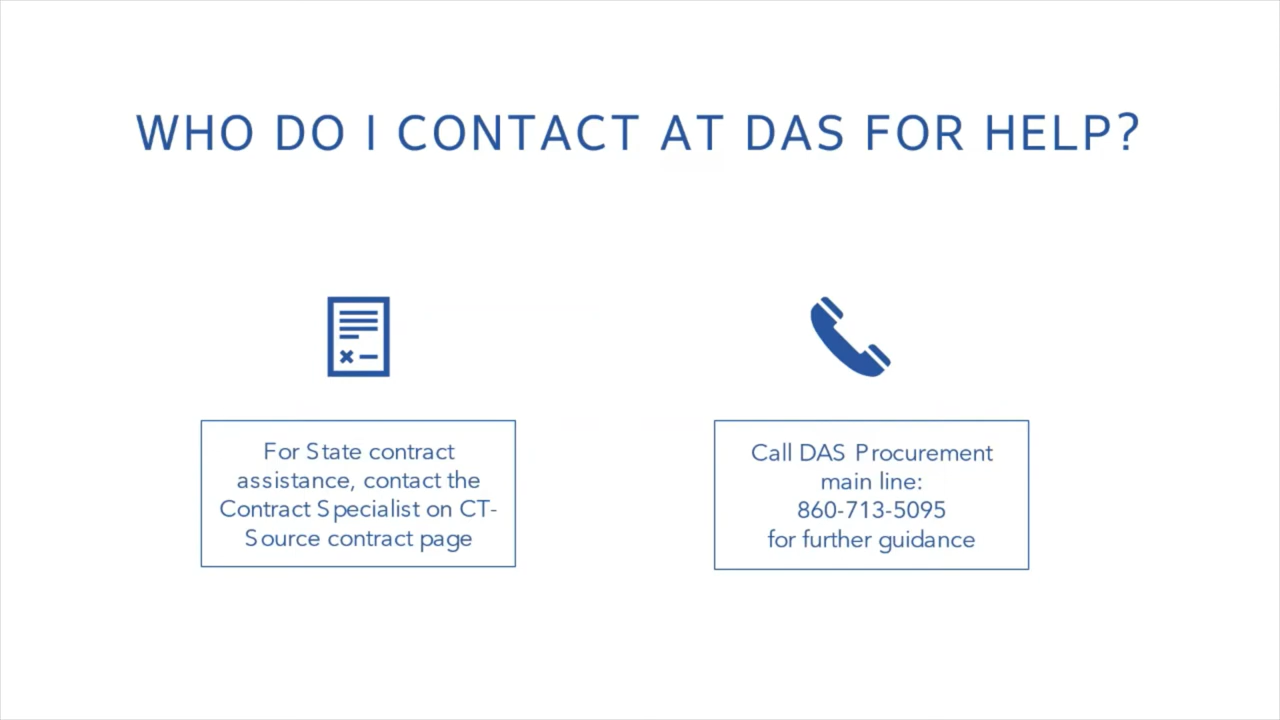 WHO DO I CONTACT AT DAS FOR HELP?
For State contract
assistance, contact the
Contract Specialist on CT-
Source contract page
Call DAS Procurement
main line:
860-713-5095
for further guidance